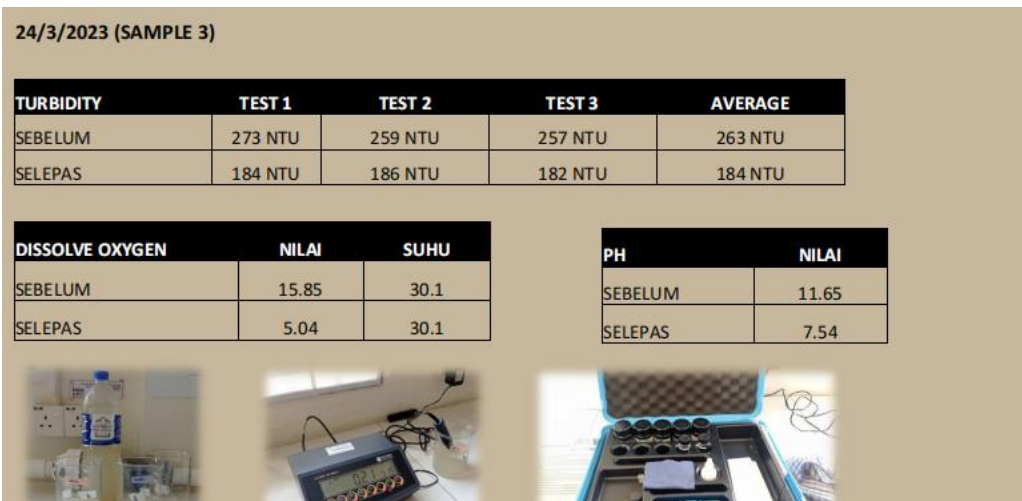 24/3/2023 (SAMPLE 3)
TURBIDITY TEST 1 TEST 2 TEST 3 AVERAGE
SEBELUM 273 NTU 259 NTU 257 NTU 263 NTU
SELEPAS 184 NTU 186 NTU 182 NTU 184 NTU
DISSOLVE OXYGEN NILAI SUHU
SEBELUM 15.85 30.1
SELEPAS 5.04 30.1
PH NILAI
SEBELUM 11.65
SELEPAS 7.54